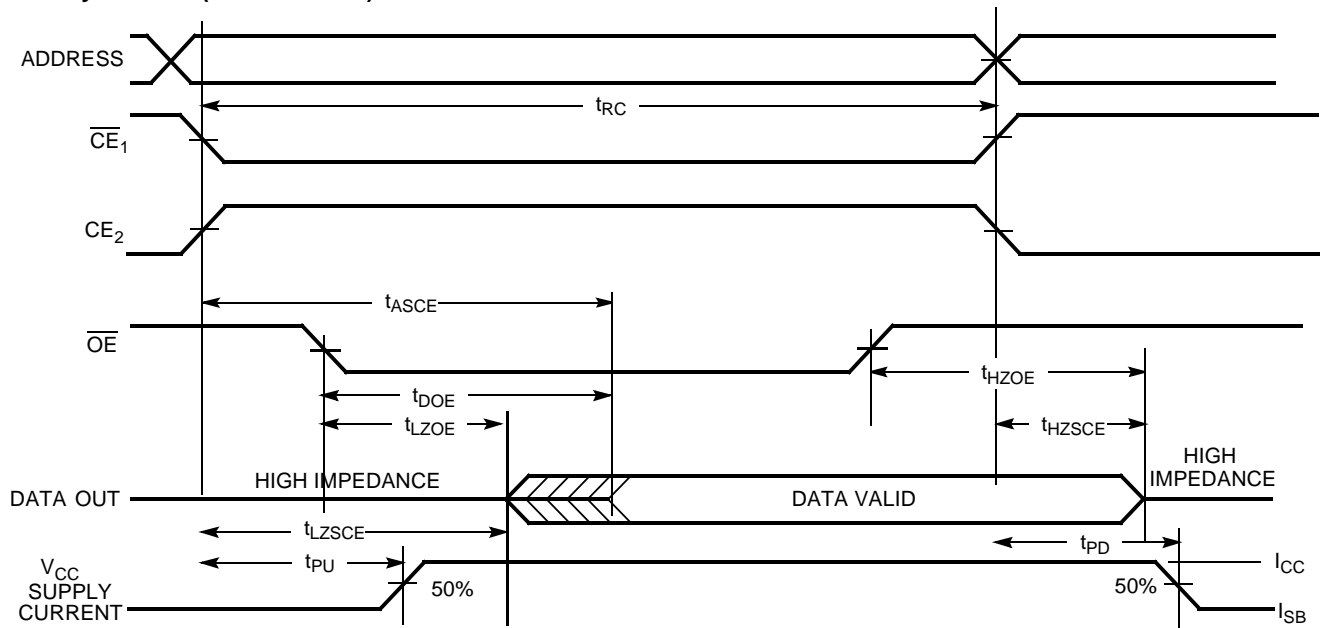 ADDRESS
tRC
CE1
CE2
tASCE
OE
tHZOE
tDOE
tLZOE
tHZSCE
HIGH IMPEDANCE
HIGH
IMPEDANCE
DATA OUT
DATA VALID
tLZSCE
tPD
tPU
VCC
SUPPLY
CURRENT
50%
50%
ICC
ISB